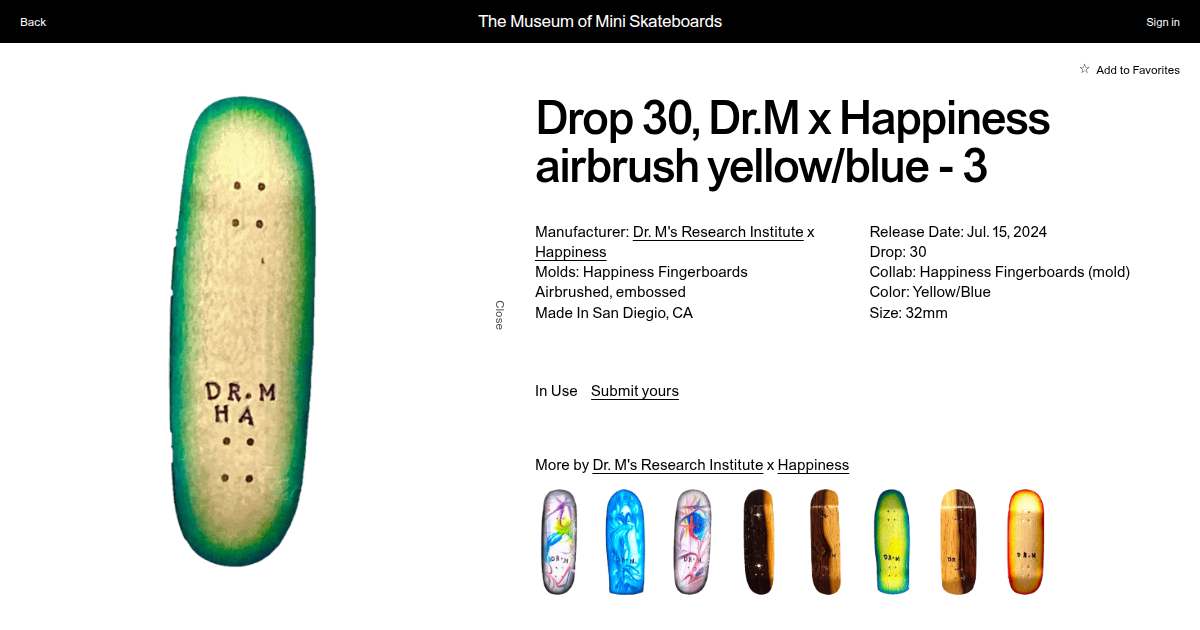 Back
The Museum of Mini Skateboards
Sign in
☆ Add to Favorites
Drop 30, Dr.M x Happiness
airbrush yellow/blue - 3
Manufacturer: Dr. M's Research Institute x
Happiness
Molds: Happiness Fingerboards
Airbrushed, embossed
Made In San Diegio, CA
Release Date: Jul. 15, 2024
Drop: 30
Collab: Happiness Fingerboards (mold)
Color: Yellow/Blue
Size: 32mm
Close
DR.M
HA
In Use Submit yours
More by Dr. M's Research Institute x Happiness
DR.M
DR.M
DR.M